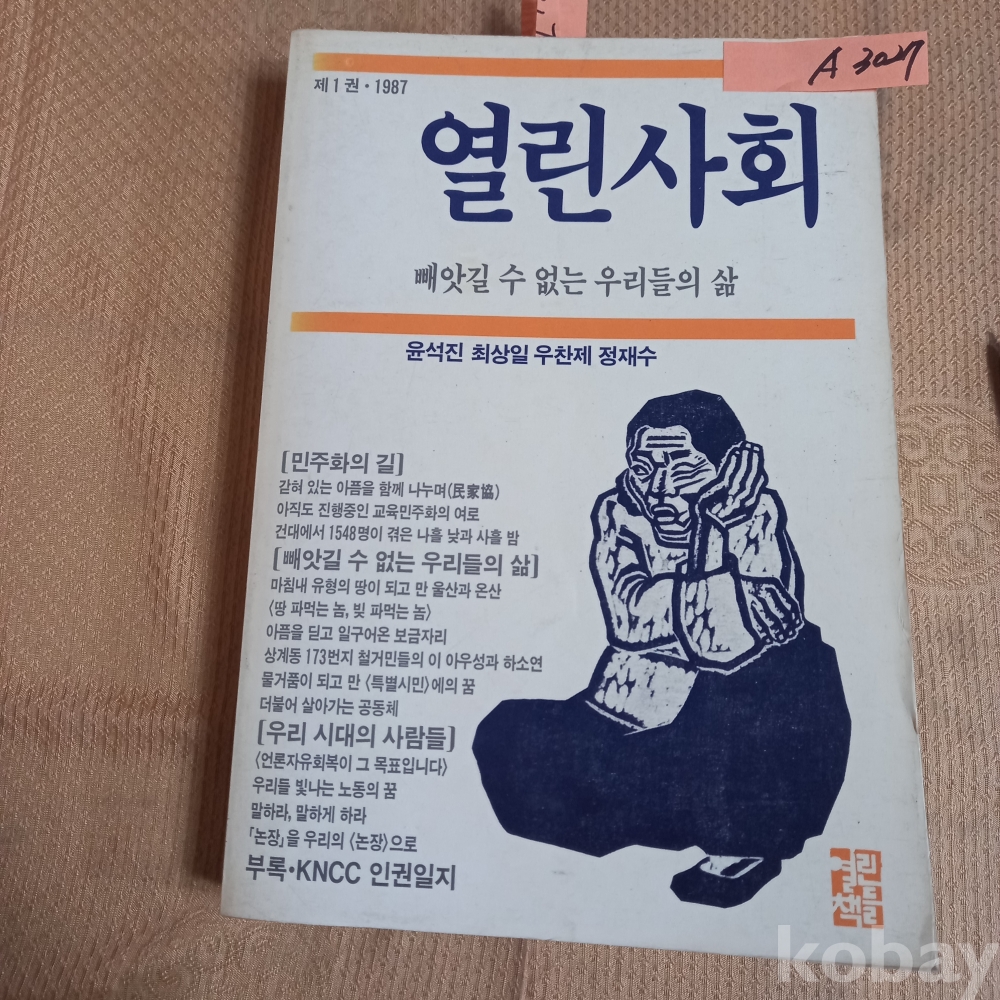 A 3027
제1권·1987
열린사회
빼앗길 수 없는 우리들의 삶
윤석진 최상일 우찬제 정재수
[민주화의 길]
갇혀 있는 아픔을 함께 나누며(民家協)
아직도 진행중인 교육민주화의 여로
건대에서 1548명이 겪은 나흘 낮과 사흘 밤
[빼앗길 수 없는 우리들의 삶]
마침내 유형의 땅이 되고 만 울산과 온산
〈땅 파먹는 놈, 빚 파먹는 놈〉
아픔을 딛고 일구어온 보금자리
상계동 173번지 철거민들의 이 아우성과 하소연
물거품이 되고 만 〈특별시민〉에의 꿈
더불어 살아가는 공동체
[우리 시대의 사람들]
〈언론자유회복이 그 목표입니다〉
우리들 빛나는 노동의 꿈
말하라, 말하게 하라
「논장」을 우리의 〈논장〉으로
부록·KNCC 인권일지
열린
책들
kobay